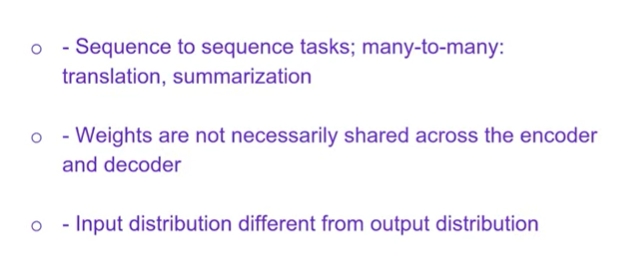 o - Sequence to sequence tasks; many-to-many:
translation, summarization
o - Weights are not necessarily shared across the encoder
and decoder
o - Input distribution different from output distribution